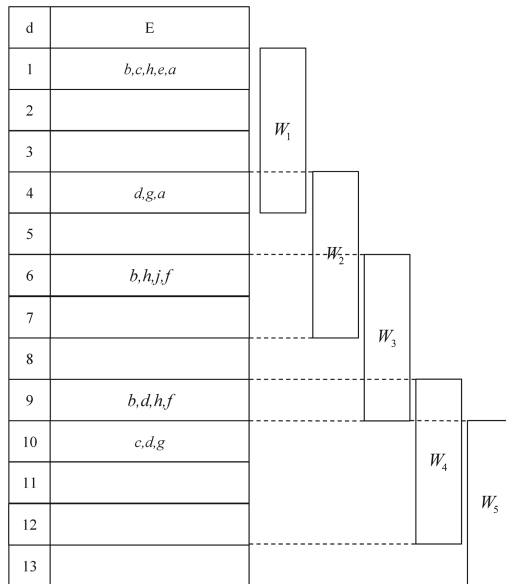 d E
1 b,c,h,e,a
2
3
W₁
4 d,g,a
5
6 b,h,j,f
W₂
7
8
W₃
9 b,d,h,f
10 c,d,g
11
W₄
12
W₅
13